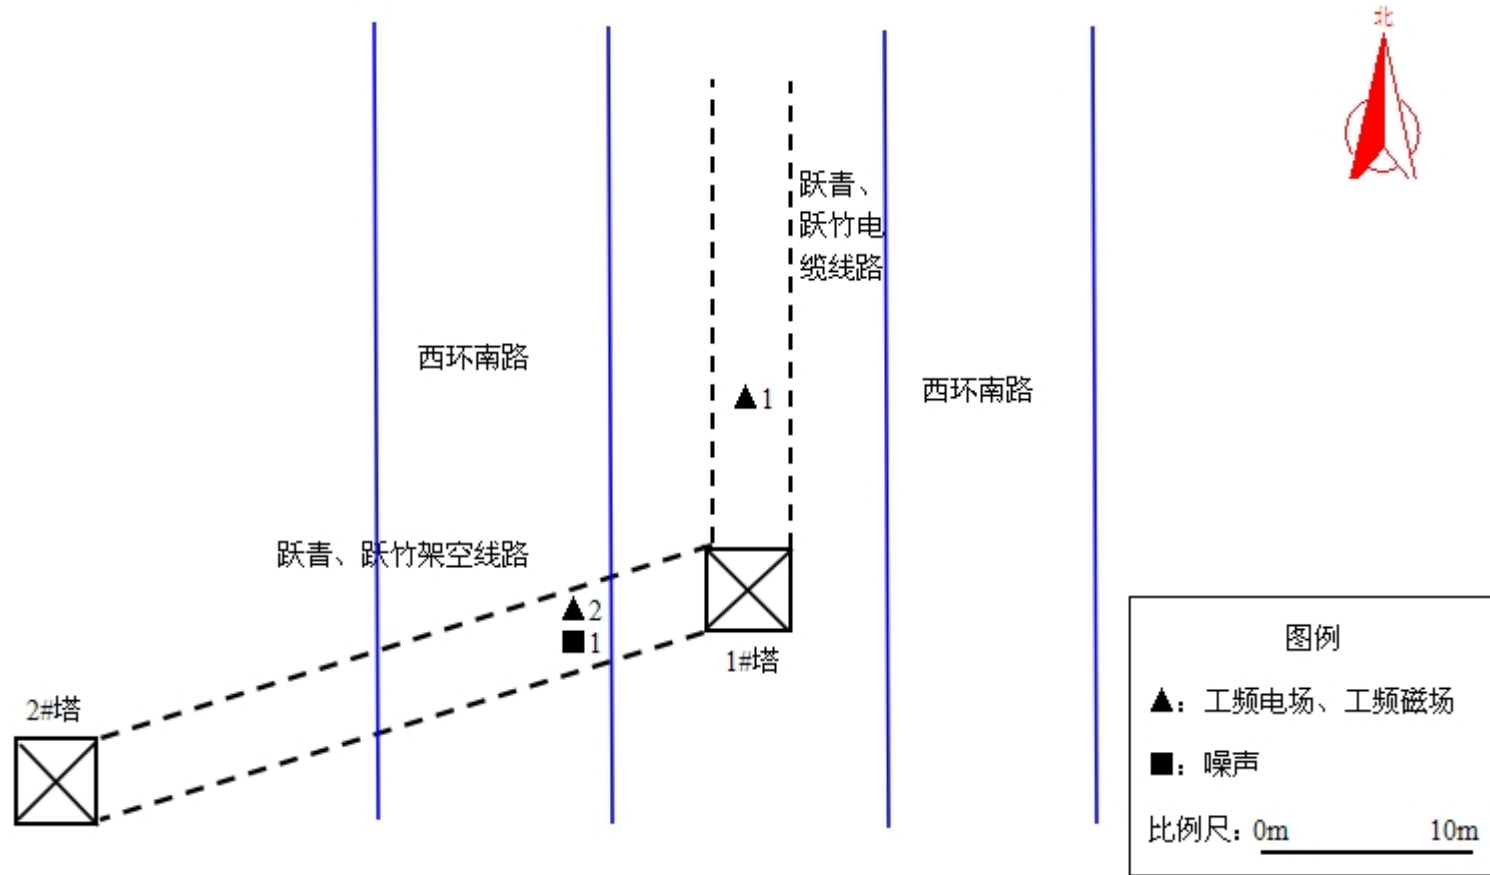 北
跃青、
跃竹电
缆线路
西环南路
西环南路
1
跃青、跃竹架空线路
2
1
1#塔
2#塔
图例
▲：工频电场、工频磁场
■：噪声
比例尺：0m 10m